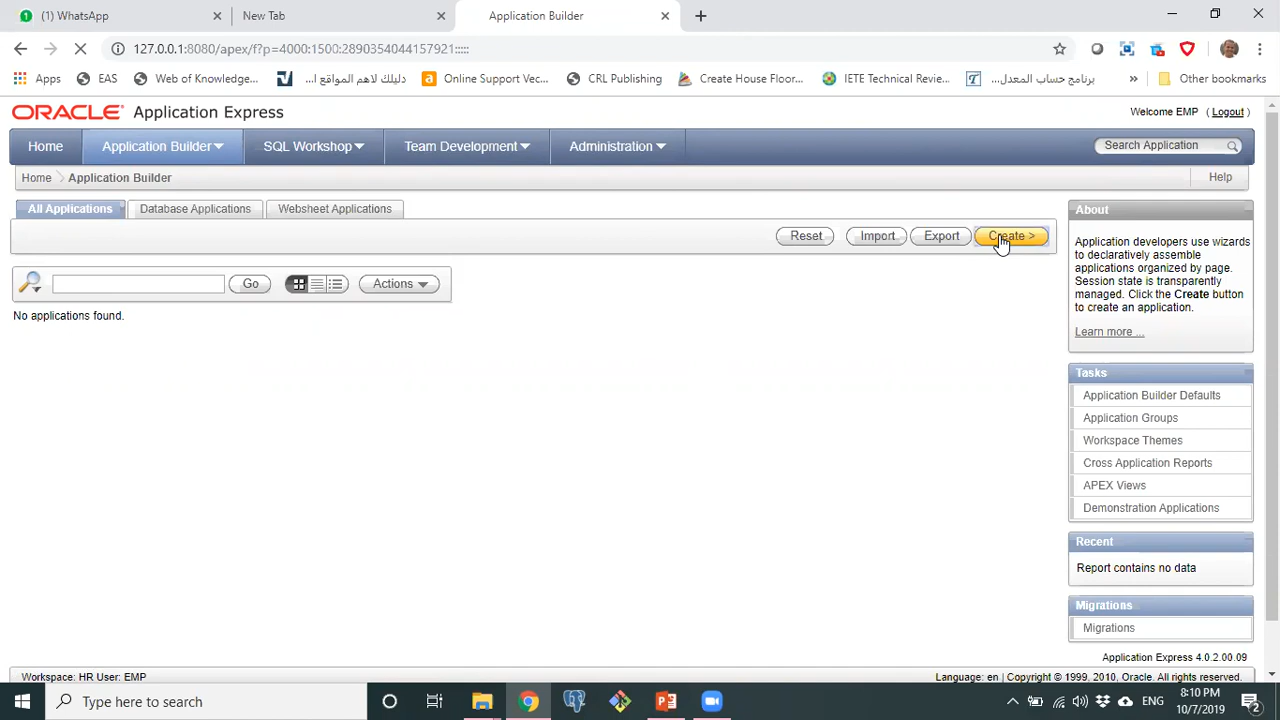 (1) WhatsApp
New Tab
Application Builder
127.0.0.1:8080/apex/f?p=4000:1500:2890354044157921:::::
Apps
EAS
Web of Knowledge...
دليلك لاهم المواقع ا...
Online Support Vec...
CRL Publishing
Create House Floor...
IETE Technical Revie...
برنامج حساب المعدل...
»
Other bookmarks
ORACLE Application Express
Welcome EMP ( Logout )
Home
Application Builder
SQL Workshop
Team Development
Administration
Search Application
Home
Application Builder
Help
All Applications
Database Applications
Websheet Applications
Reset
Import
Export
Create >
Go
Actions
No applications found.
About
Application developers use wizards
to declaratively assemble
applications organized by page.
Session state is transparently
managed. Click the Create button
to create an application.
Learn more ...
Tasks
Application Builder Defaults
Application Groups
Workspace Themes
Cross Application Reports
APEX Views
Demonstration Applications
Recent
Report contains no data
Migrations
Migrations
Application Express 4.0.2.00.09
Workspace: HR User: EMP
Language: en | Copyright © 1999, 2010, Oracle. All rights reserved.
Type here to search
ENG
8:10 PM
10/7/2019
2